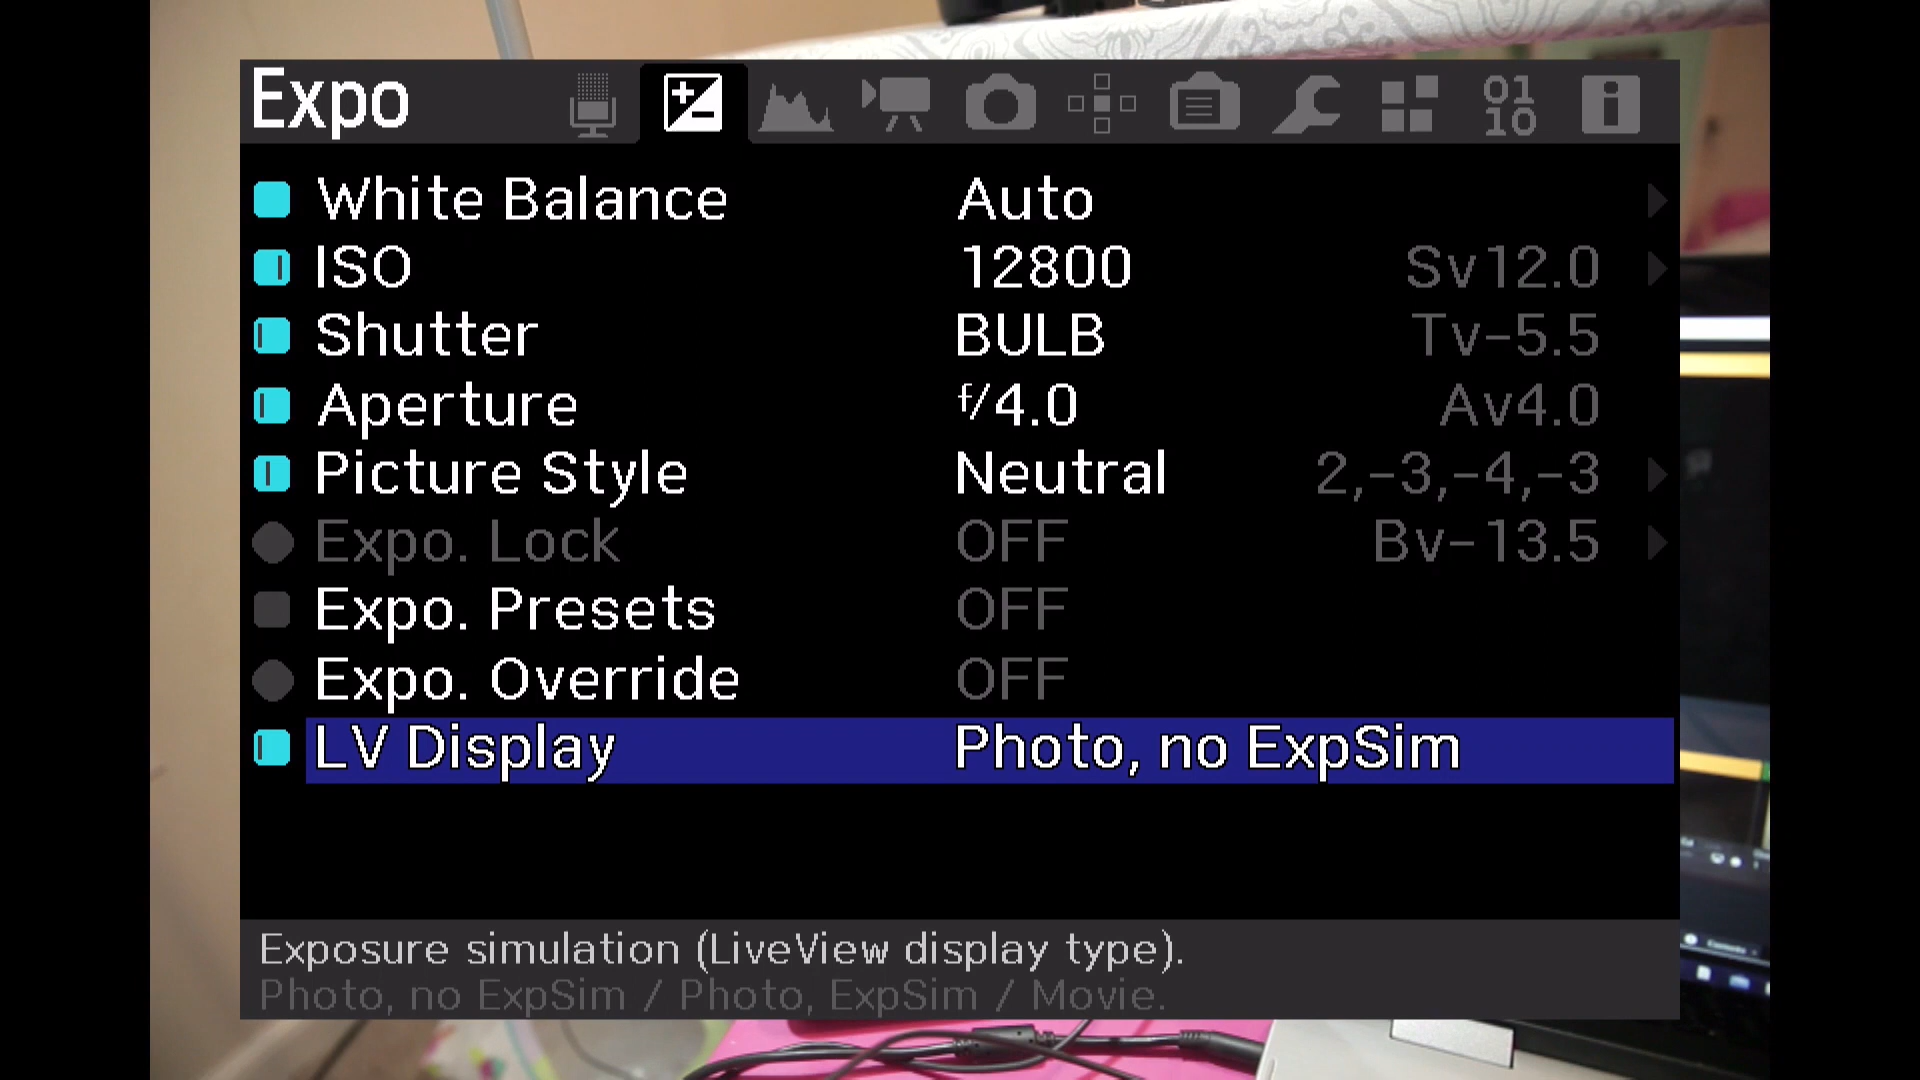 Expo
01
10
White Balance Auto
ISO 12800 Sv12.0
Shutter BULB Tv-5.5
Aperture f/4.0 Av4.0
Picture Style Neutral 2,-3,-4,-3
Expo. Lock OFF Bv-13.5
Expo. Presets OFF
Expo. Override OFF
LV Display Photo, no ExpSim
Exposure simulation (LiveView display type).
Photo, no ExpSim / Photo, ExpSim / Movie.